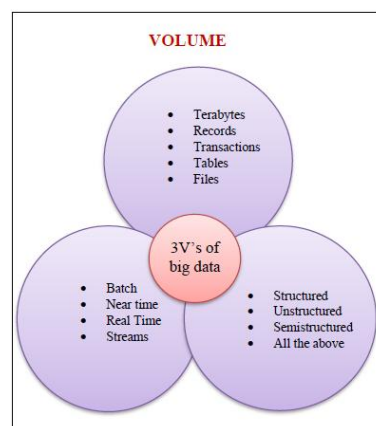 VOLUME
• Terabytes
• Records
• Transactions
• Tables
• Files
3V's of
big data
• Batch
• Near time
• Real Time
• Streams
• Structured
• Unstructured
• Semistructured
• All the above